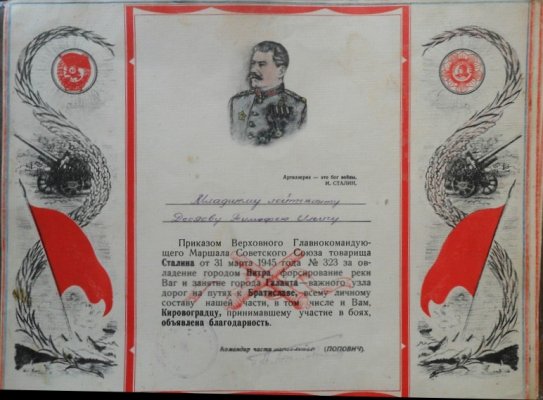 Артиллерия — это бог войны.
И. СТАЛИН.
Младшему лейтенанту
Приказом Верховного Главнокомандую-
щего Маршала Советского Союза товарища
Сталина от 31 марта 1945 года № 323 за ов-
ладение городом Нитра, форсирование реки
Ваг и занятие города Галанта—важного узла
дорог на путях к Братиславе, всему личному
составу нашей части, в том числе и Вам,
Кировоградцу, принимавшему участие в боях,
объявлена благодарность.
Командир части (ПОПОВИЧ).